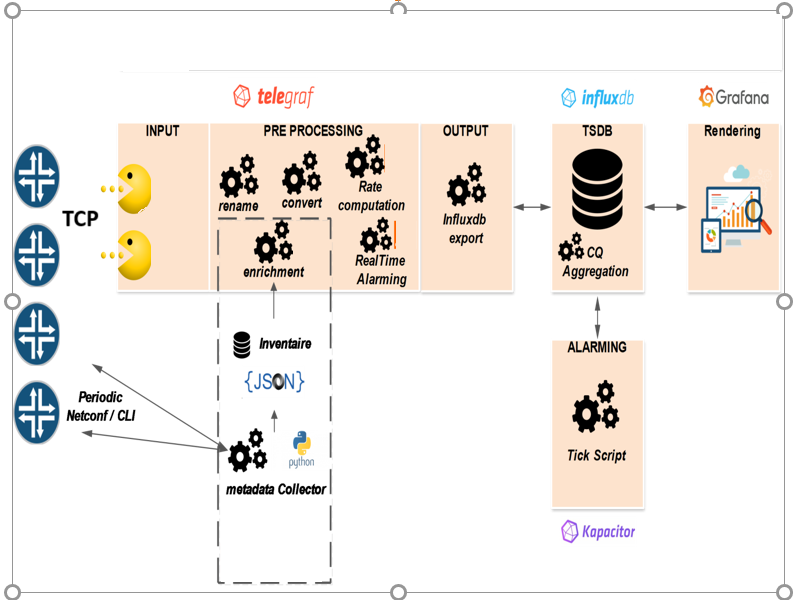 telegraf
influxdb
Grafana
INPUT
PRE PROCESSING
OUTPUT
TSDB
Rendering
TCP
rename
convert
Rate
computation
enrichment
RealTime
Alarming
Influxdb
export
CQ
Aggregation
Inventaire
{JSON}
Periodic
Netconf / CLI
python
metadata Collector
ALARMING
Tick Script
Kapacitor